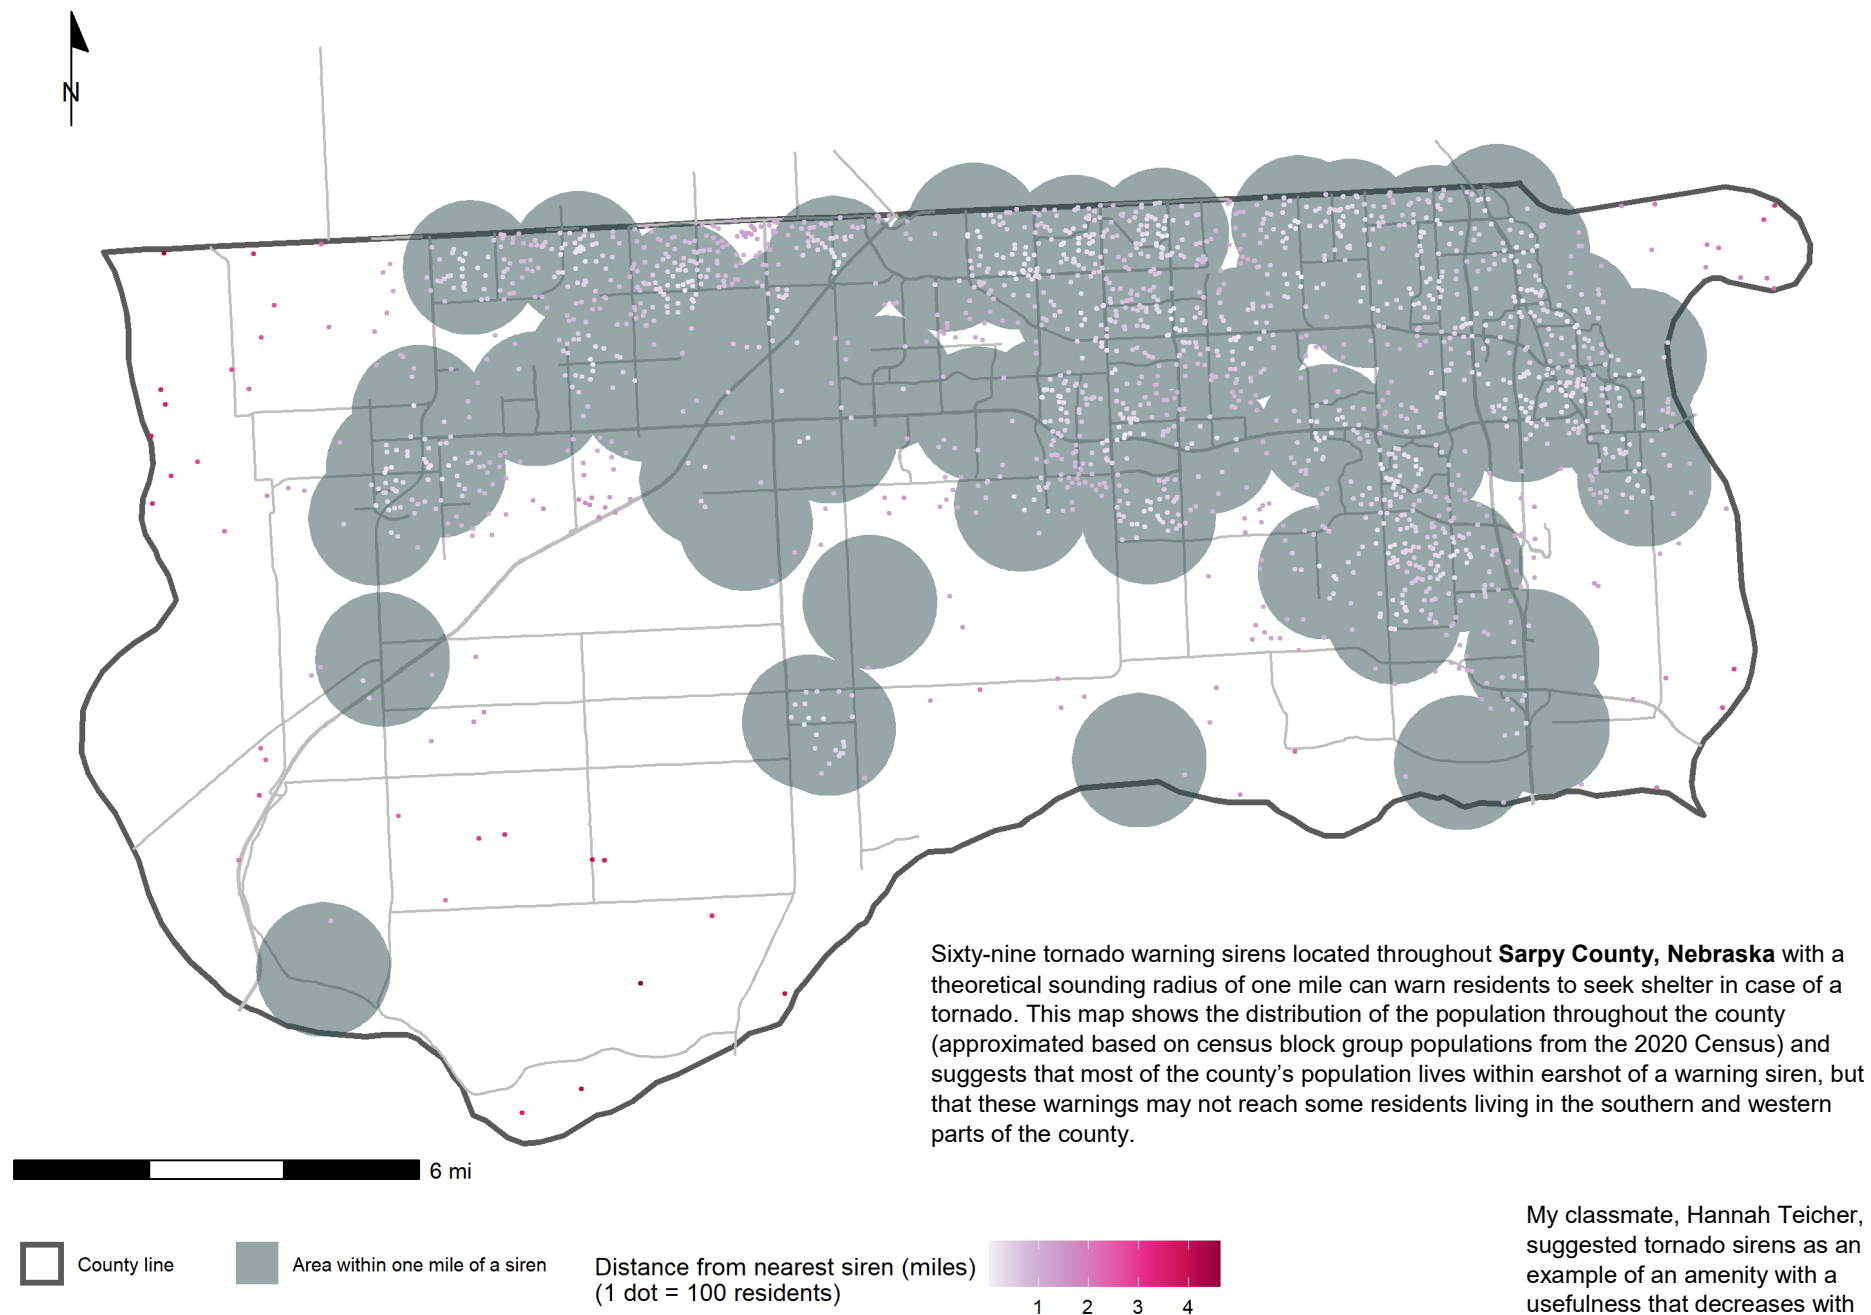 N
Sixty-nine tornado warning sirens located throughout Sarpy County, Nebraska with a
theoretical sounding radius of one mile can warn residents to seek shelter in case of a
tornado. This map shows the distribution of the population throughout the county
(approximated based on census block group populations from the 2020 Census) and
suggests that most of the county's population lives within earshot of a warning siren, but
that these warnings may not reach some residents living in the southern and western
parts of the county.
6 mi
County line
Area within one mile of a siren
Distance from nearest siren (miles)
(1 dot = 100 residents)
1 2 3 4
My classmate, Hannah Teicher,
suggested tornado sirens as an
example of an amenity with a
usefulness that decreases with